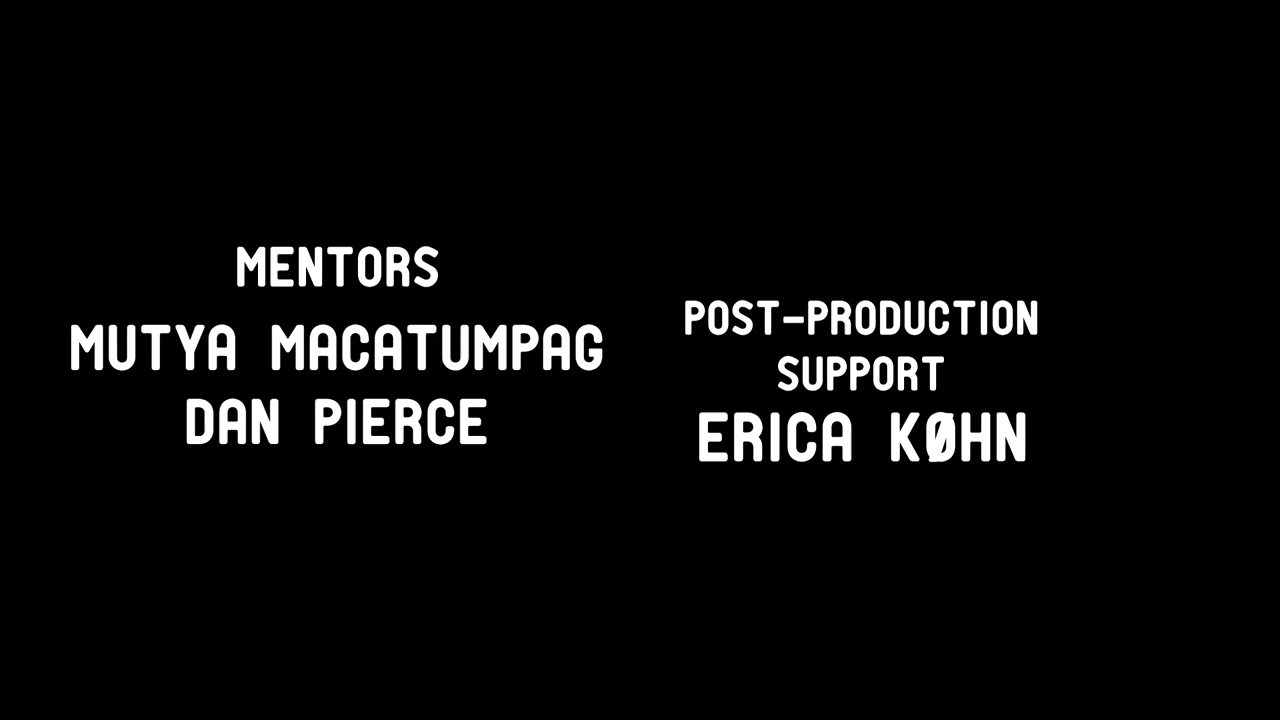 MENTORS
MUTYA MACATUMPAG
DAN PIERCE
POST-PRODUCTION
SUPPORT
ERICA KØHN